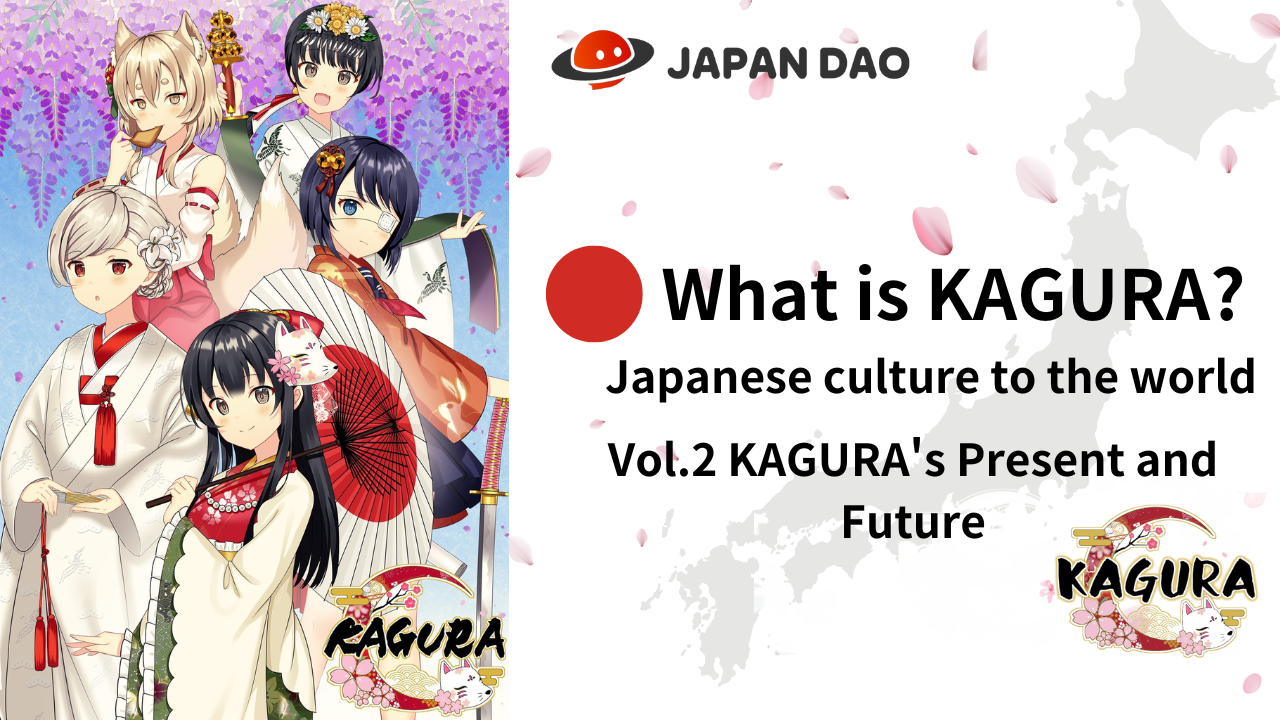 JAPAN DAO
What is KAGURA?
Japanese culture to the world
Vol.2 KAGURA's Present and
Future
KAGURA
KAGURA